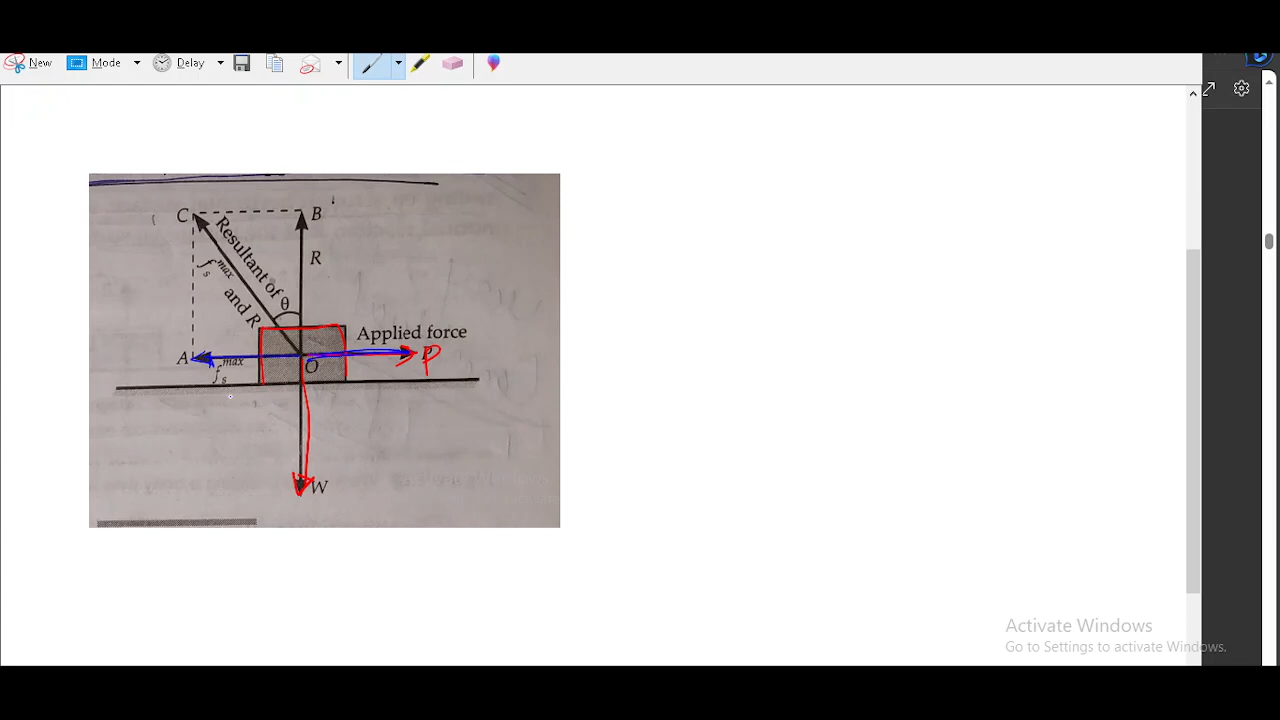 New Mode Delay
C B
R
Resultant of
f_s^max and R
θ
Applied force
A P
f_s^max O
W
Activate Windows
Go to Settings to activate Windows.